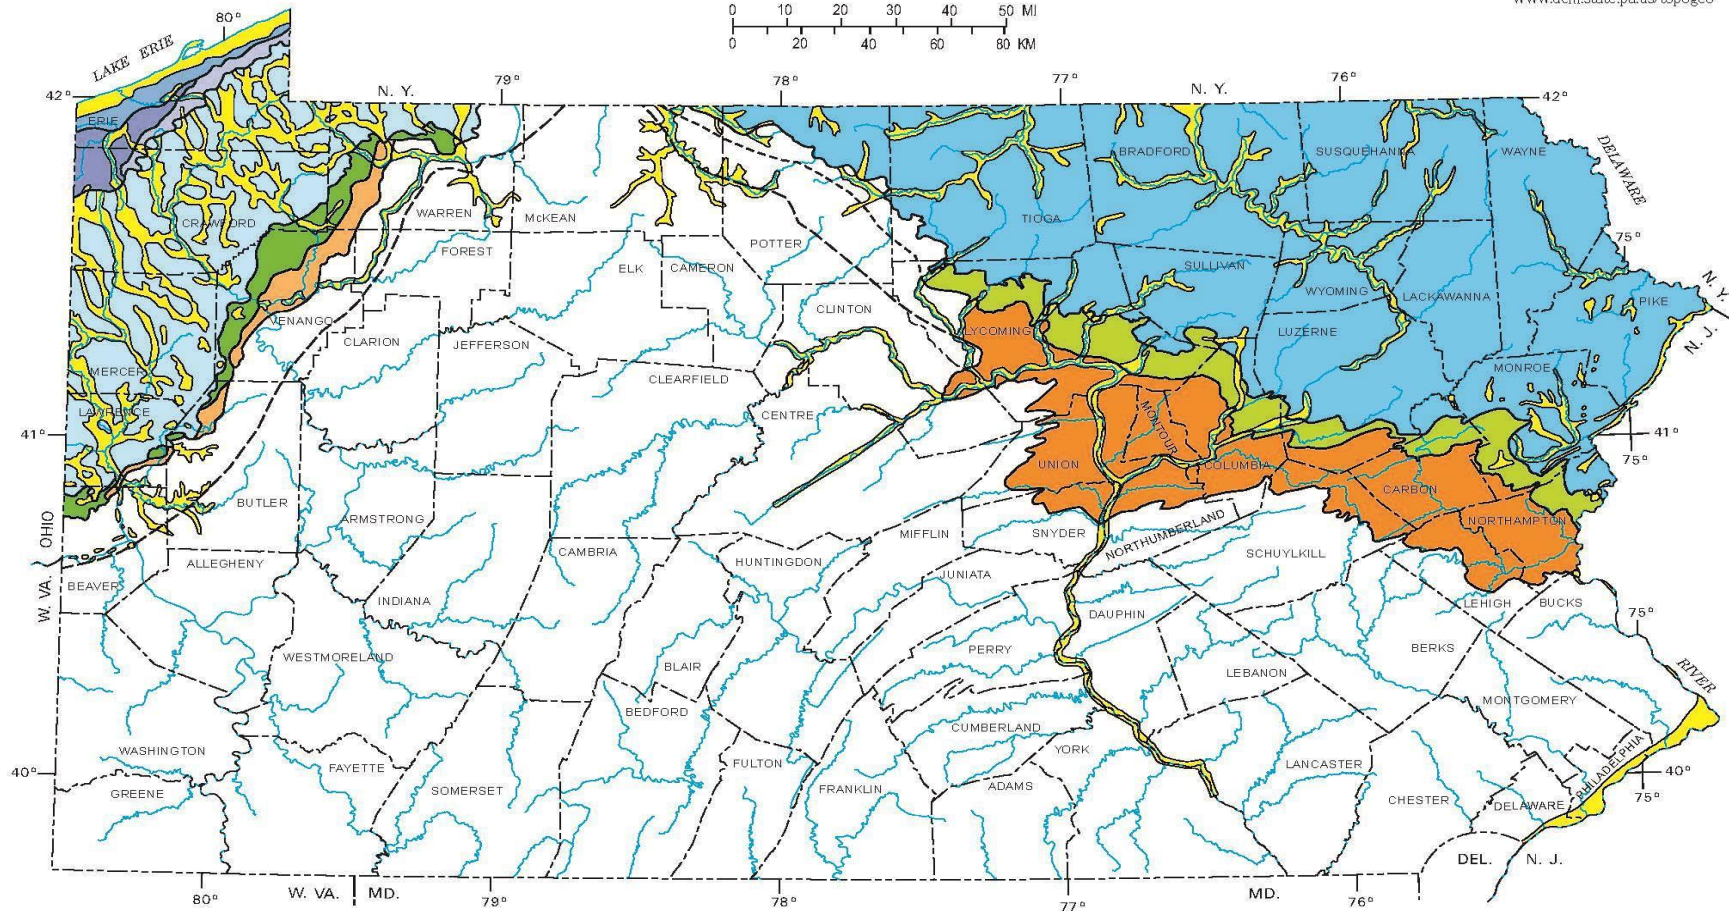 www.dcnr.state.pa.us/topogeo
0 10 20 30 40 50 MI
0 20 40 60 80 KM
80°
LAKE ERIE
79°
78°
77°
76°
42°
N. Y.
N. Y.
42°
ERIE
BRADFORD
SUSQUEHANNA
WAYNE
DELAWARE
CRAWFORD
WARREN
McKEAN
TIOGA
POTTER
75°
FOREST
ELK
CAMERON
SULLIVAN
WYOMING
LACKAWANNA
PIKE
N. Y.
N. J.
VENANGO
CLARION
JEFFERSON
CLINTON
LYCOMING
LUZERNE
MERCER
CLEARFIELD
MONROE
LAWRENCE
CENTRE
MONTOUR
41°
41°
75°
UNION
COLUMBIA
CARBON
BUTLER
ARMSTRONG
NORTHAMPTON
OHIO
W. VA.
MIFFLIN
SNYDER
NORTHUMBERLAND
SCHUYLKILL
ALLEGHENY
CAMBRIA
HUNTINGDON
JUNIATA
BEAVER
INDIANA
DAUPHIN
LEHIGH
BUCKS
75°
WESTMORELAND
BLAIR
PERRY
LEBANON
BERKS
RIVER
BEDFORD
CUMBERLAND
MONTGOMERY
WASHINGTON
FAYETTE
FULTON
YORK
LANCASTER
PHILADELPHIA
40°
40°
75°
GREENE
SOMERSET
FRANKLIN
ADAMS
CHESTER
DELAWARE
DEL.
N. J.
80°
W. VA.
MD.
79°
78°
77°
MD.
76°